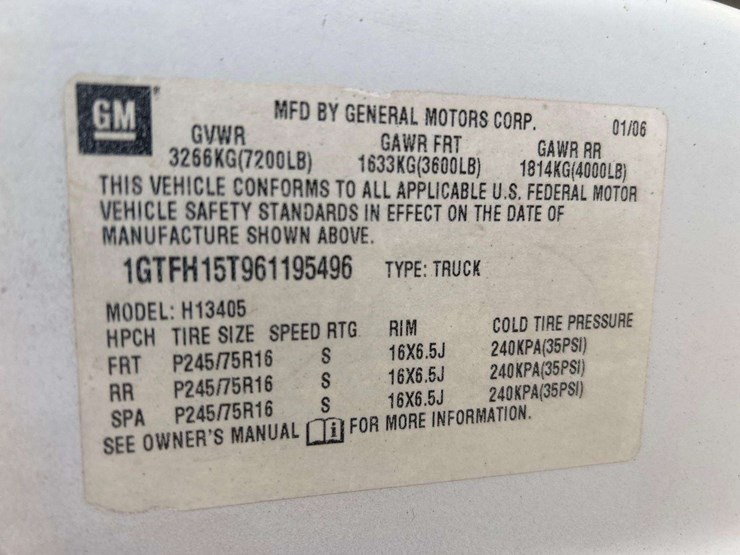 GM
MFD BY GENERAL MOTORS CORP. 01/06
GVWR GAWR FRT GAWR RR
3266KG(7200LB) 1633KG(3600LB) 1814KG(4000LB)
THIS VEHICLE CONFORMS TO ALL APPLICABLE U.S. FEDERAL MOTOR
VEHICLE SAFETY STANDARDS IN EFFECT ON THE DATE OF
MANUFACTURE SHOWN ABOVE.
1GTFH15T961195496 TYPE: TRUCK
MODEL: H13405
HPCH TIRE SIZE SPEED RTG RIM COLD TIRE PRESSURE
FRT P245/75R16 S 16X6.5J 240KPA(35PSI)
RR P245/75R16 S 16X6.5J 240KPA(35PSI)
SPA P245/75R16 S 16X6.5J 240KPA(35PSI)
SEE OWNER'S MANUAL i FOR MORE INFORMATION.